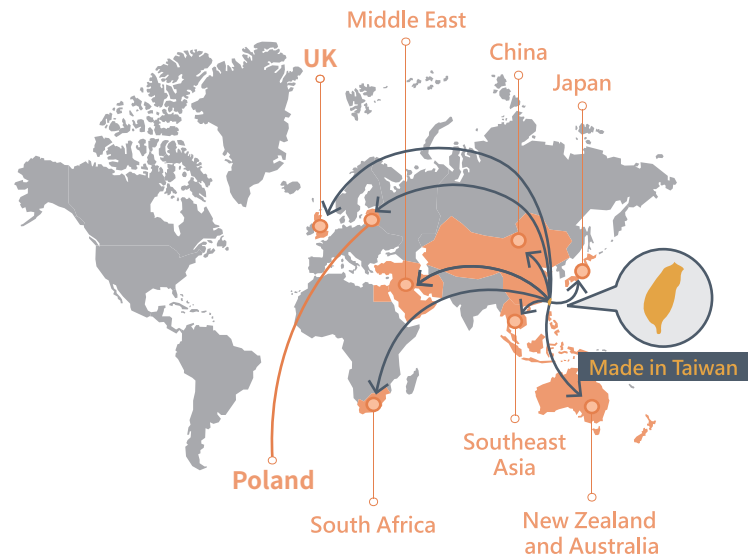 Middle East
UK
China
Japan
Made in Taiwan
Southeast
Asia
Poland
South Africa
New Zealand
and Australia